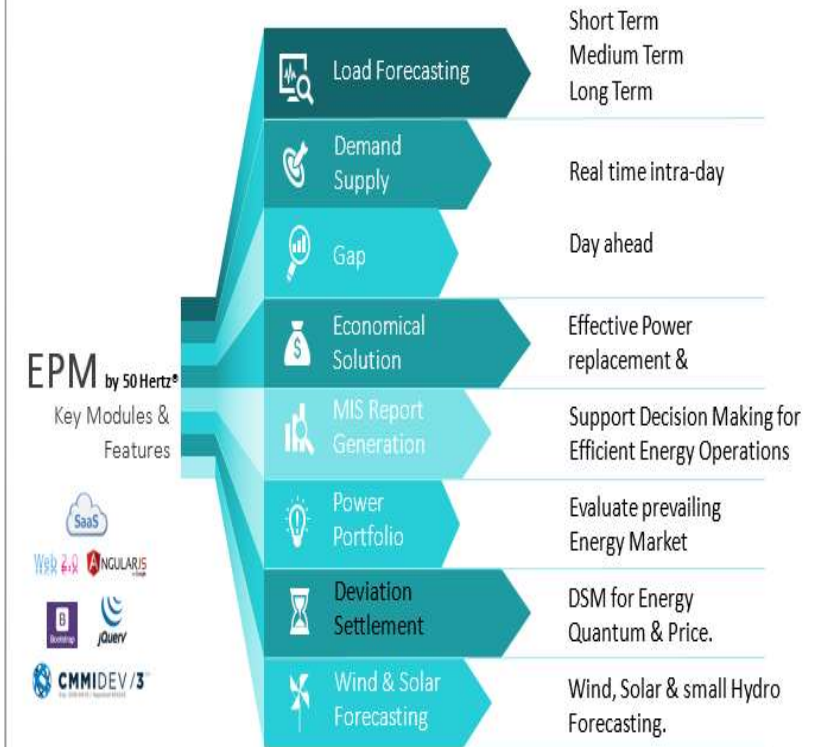 Load Forecasting
Short Term
Medium Term
Long Term
Demand
Supply
Real time intra-day
Gap
Day ahead
Economical
Solution
Effective Power
replacement &
MIS Report
Generation
Support Decision Making for
Efficient Energy Operations
Power
Portfolio
Evaluate prevailing
Energy Market
Deviation
Settlement
DSM for Energy
Quantum & Price.
Wind & Solar
Forecasting
Wind, Solar & small Hydro
Forecasting.
EPM by 50 Hertz®
Key Modules &
Features
SaaS
Web 2.0
ANGULARJS
B
Bootstrap
jQuery
CMMIDEV/3